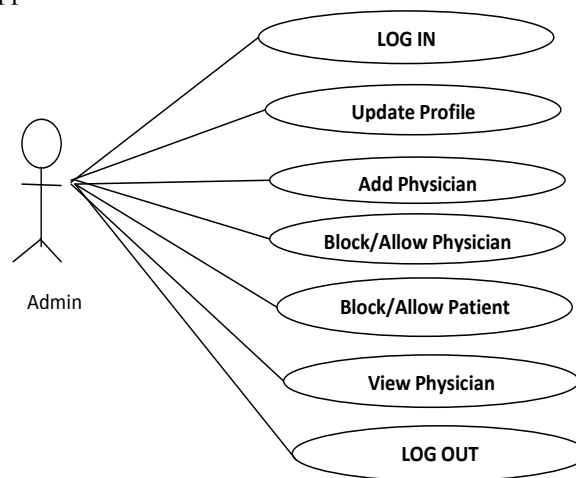 LOG IN
Update Profile
Add Physician
Block/Allow Physician
Admin
Block/Allow Patient
View Physician
LOG OUT